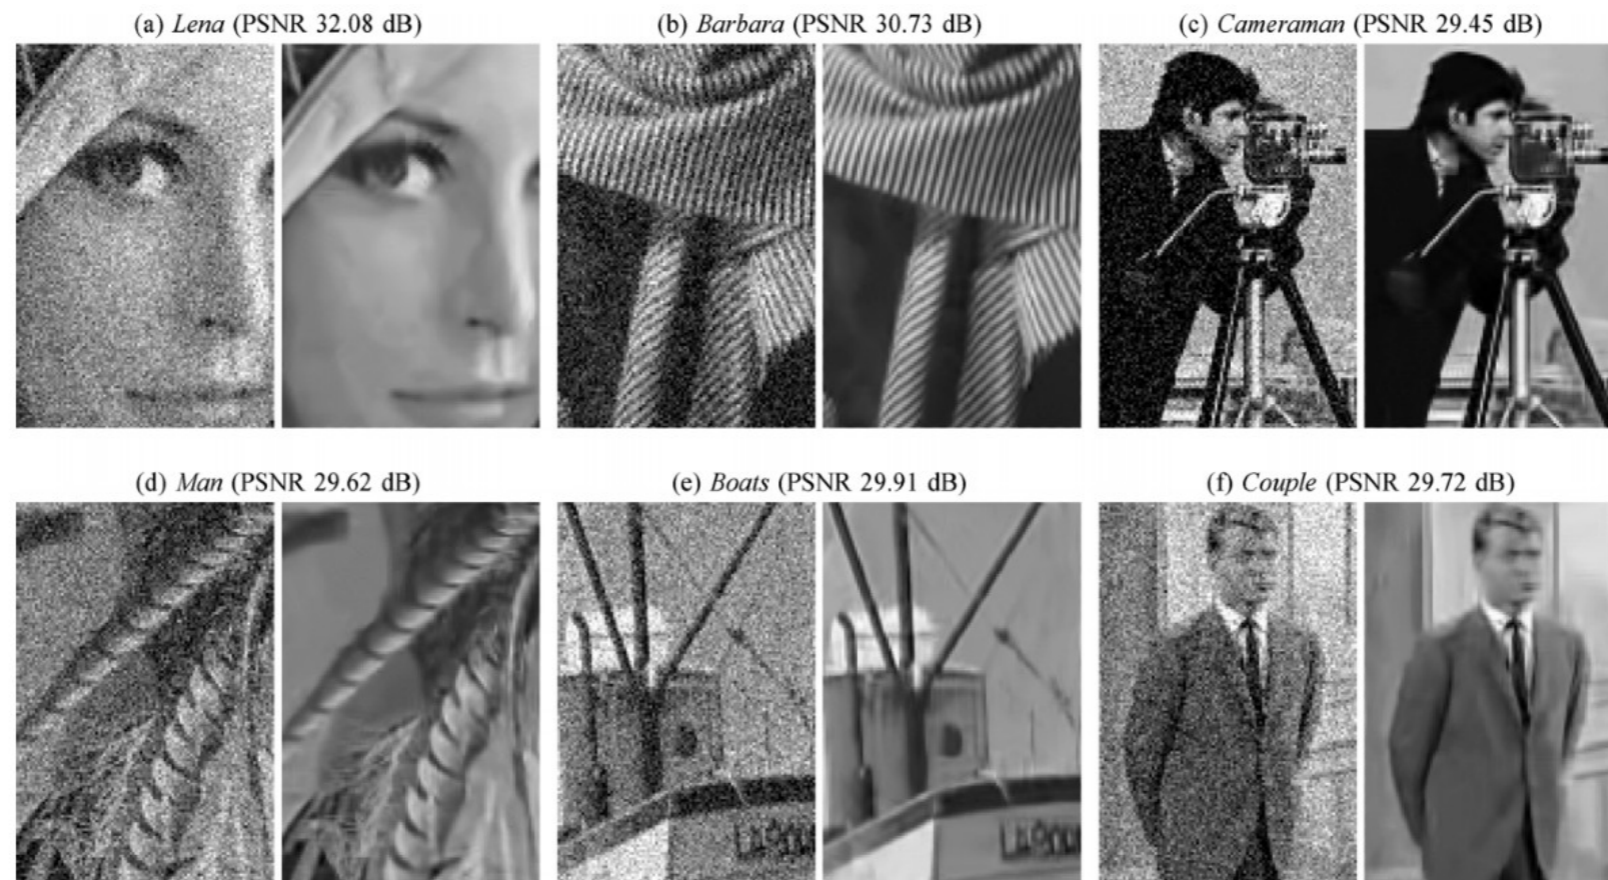 (a) Lena (PSNR 32.08 dB)
(b) Barbara (PSNR 30.73 dB)
(c) Cameraman (PSNR 29.45 dB)
(d) Man (PSNR 29.62 dB)
(e) Boats (PSNR 29.91 dB)
(f) Couple (PSNR 29.72 dB)